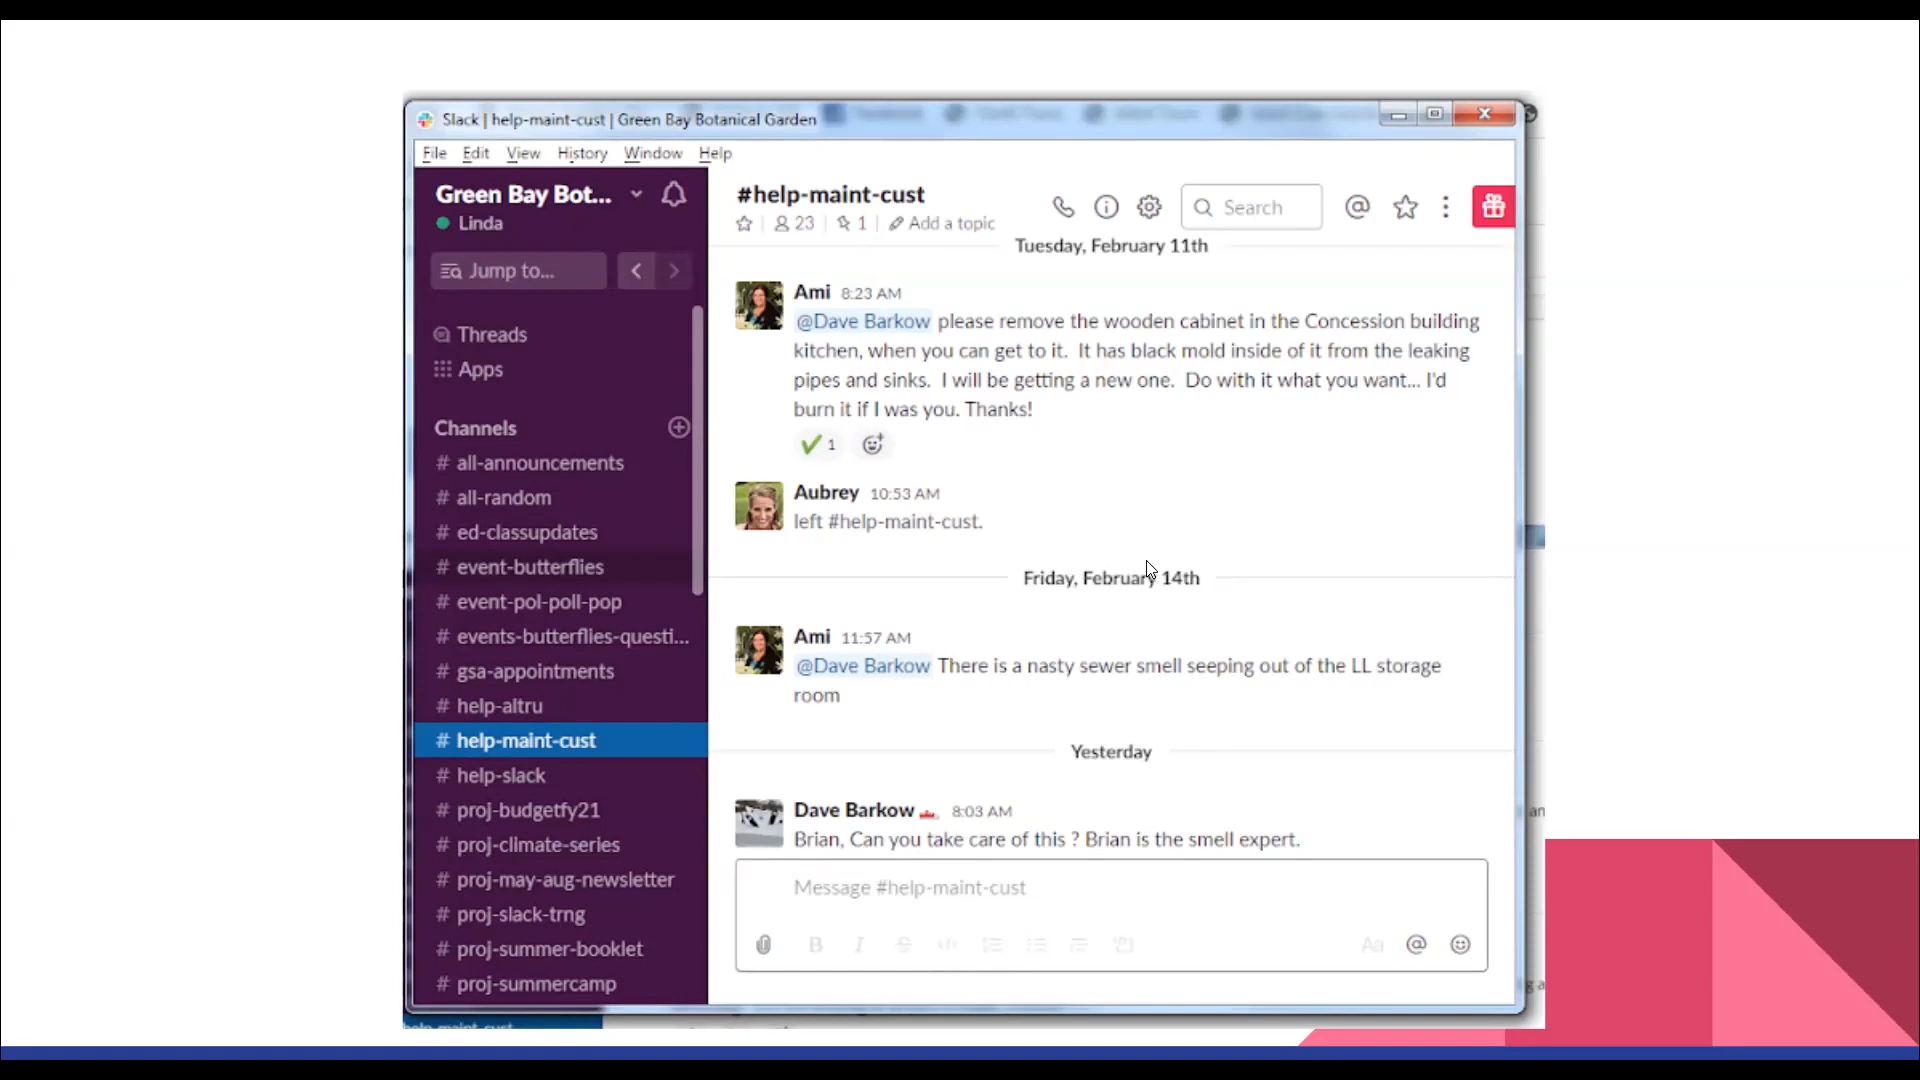 Slack | help-maint-cust | Green Bay Botanical Garden
File Edit View History Window Help
Green Bay Bot...
Linda
Jump to...
Threads
Apps
Channels
# all-announcements
# all-random
# ed-classupdates
# event-butterflies
# event-pol-poll-pop
# events-butterflies-questi...
# gsa-appointments
# help-altru
# help-maint-cust
# help-slack
# proj-budgetfy21
# proj-climate-series
# proj-may-aug-newsletter
# proj-slack-trng
# proj-summer-booklet
# proj-summercamp
#help-maint-cust
23 | 1 | Add a topic
Search
Tuesday, February 11th
Ami 8:23 AM
@Dave Barkow please remove the wooden cabinet in the Concession building
kitchen, when you can get to it. It has black mold inside of it from the leaking
pipes and sinks. I will be getting a new one. Do with it what you want... I'd
burn it if I was you. Thanks!
1
Aubrey 10:53 AM
left #help-maint-cust.
Friday, February 14th
Ami 11:57 AM
@Dave Barkow There is a nasty sewer smell seeping out of the LL storage
room
Yesterday
Dave Barkow 8:03 AM
Brian, Can you take care of this ? Brian is the smell expert.
Message #help-maint-cust
B I S </> Aa @